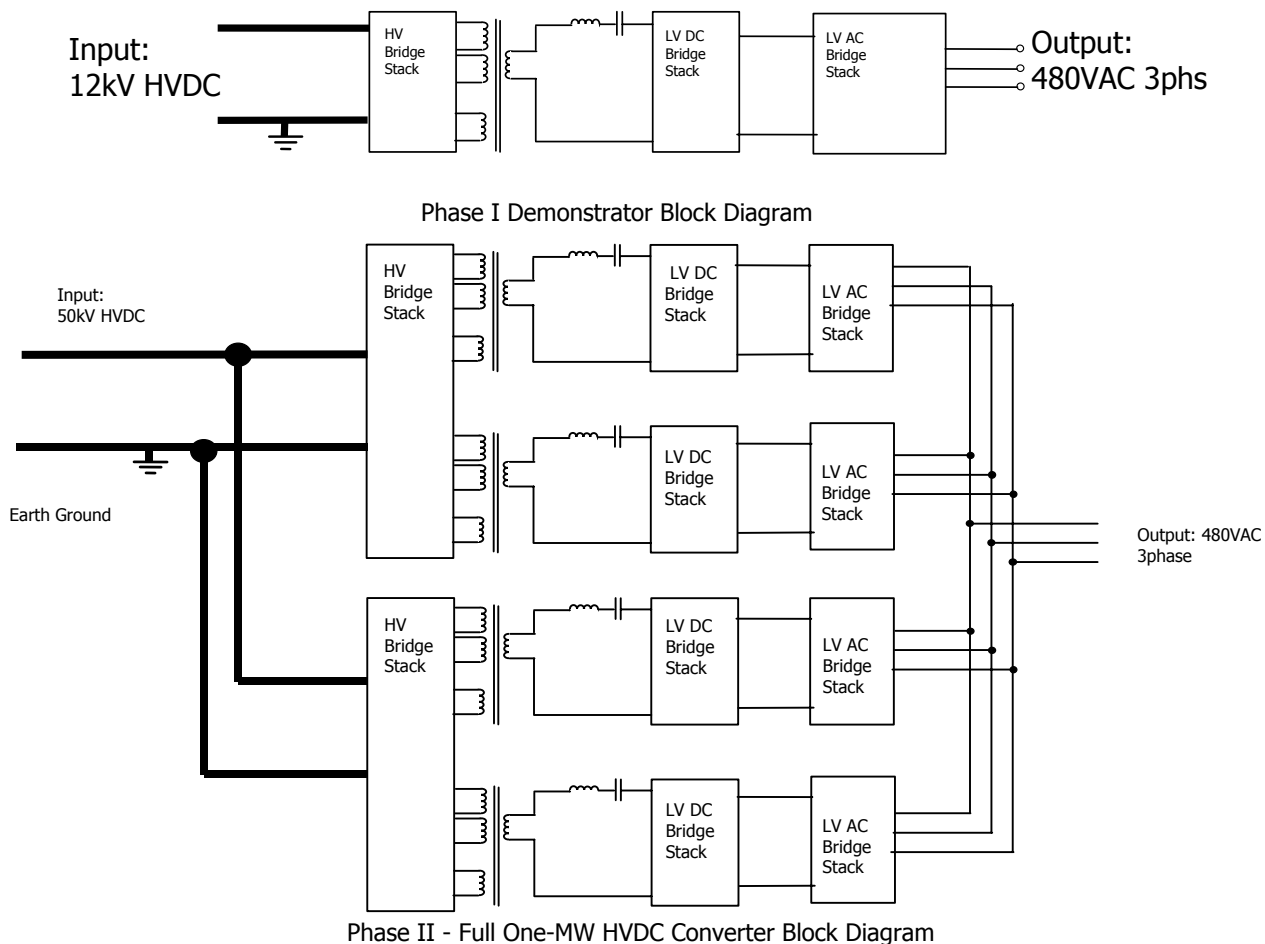 Input:
12kV HVDC
HV
Bridge
Stack
LV DC
Bridge
Stack
LV AC
Bridge
Stack
Output:
480VAC 3phs
Phase I Demonstrator Block Diagram
Input:
50kV HVDC
Earth Ground
HV
Bridge
Stack
LV DC
Bridge
Stack
LV AC
Bridge
Stack
LV DC
Bridge
Stack
LV AC
Bridge
Stack
Output: 480VAC
3phase
HV
Bridge
Stack
LV DC
Bridge
Stack
LV AC
Bridge
Stack
LV DC
Bridge
Stack
LV AC
Bridge
Stack
Phase II - Full One-MW HVDC Converter Block Diagram